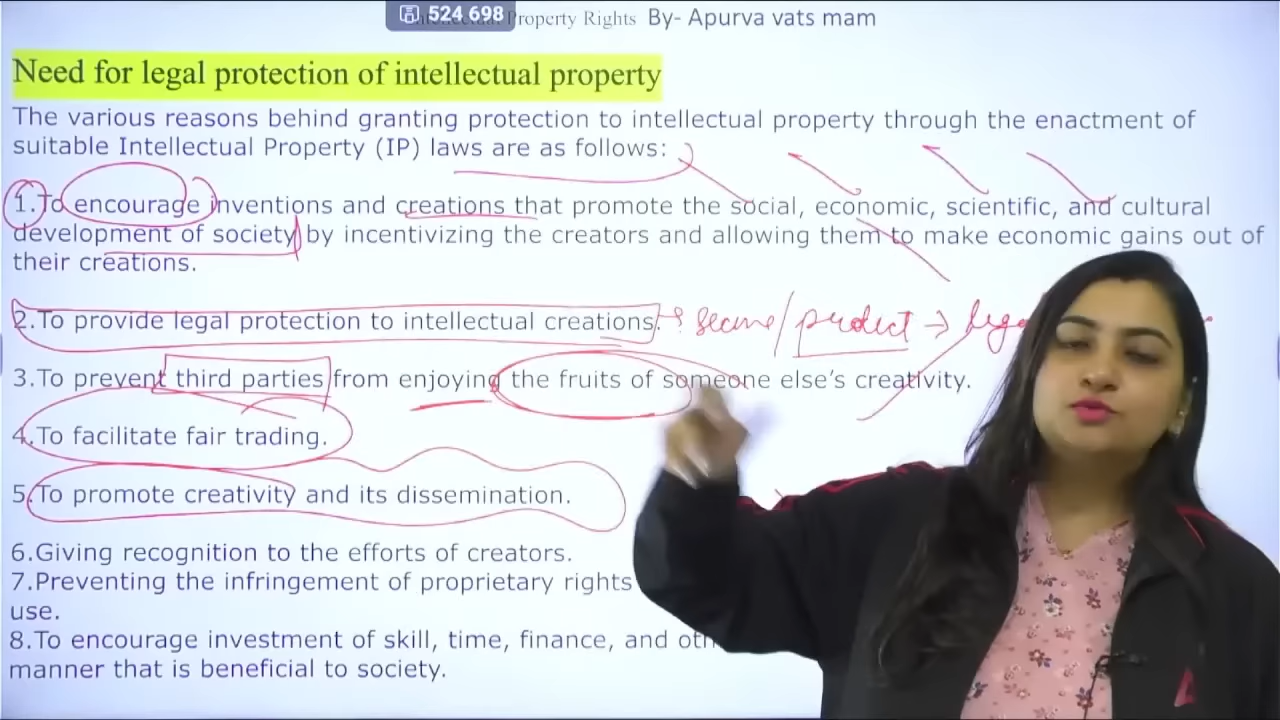 524 698
Property Rights By- Apurva vats mam
Need for legal protection of intellectual property
The various reasons behind granting protection to intellectual property through the enactment of
suitable Intellectual Property (IP) laws are as follows:
1.To encourage inventions and creations that promote the social, economic, scientific, and cultural
development of society by incentivizing the creators and allowing them to make economic gains out of
their creations.
2.To provide legal protection to intellectual creations. secure/product →
3.To prevent third parties from enjoying the fruits of someone else's creativity.
4.To facilitate fair trading.
5.To promote creativity and its dissemination.
6.Giving recognition to the efforts of creators.
7.Preventing the infringement of proprietary rights
use.
8.To encourage investment of skill, time, finance, and
manner that is beneficial to society.